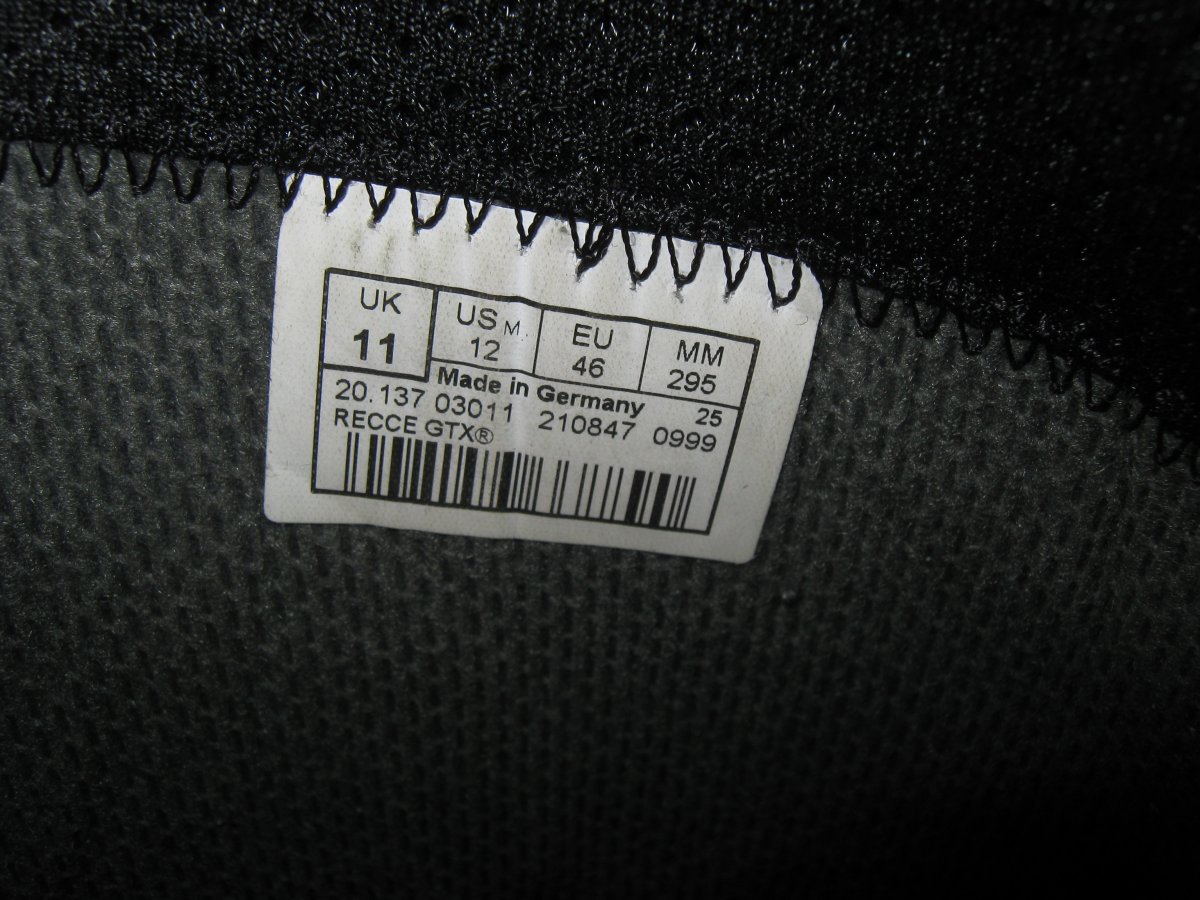 UK US M. EU MM
11 12 46 295
Made in Germany 25
20.137 03011 210847 0999
RECCE GTX®